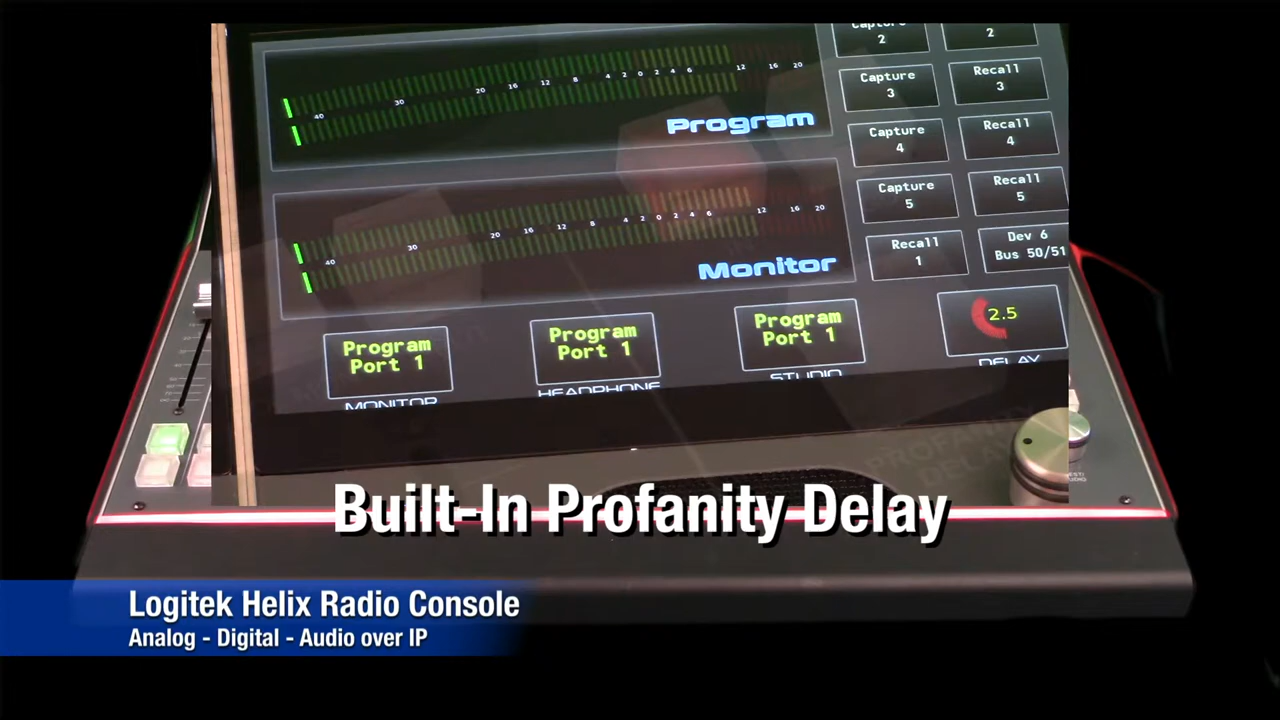 Capture
2
2
Capture
3
Recall
3
40 30 20 16 12 8 4 2 0 2 4 6 12 16 20
Program
Capture
4
Recall
4
Capture
5
Recall
5
40 30 20 16 12 8 4 2 0 2 4 6 12 16 20
Monitor
Recall
1
Dev 6
Bus 50/51
Program
Port 1
MONITOR
Program
Port 1
HEADPHONE
Program
Port 1
STUDIO
2.5
DELAY
PROFANITY
DELAY
Built-In Profanity Delay
Logitek Helix Radio Console
Analog - Digital - Audio over IP